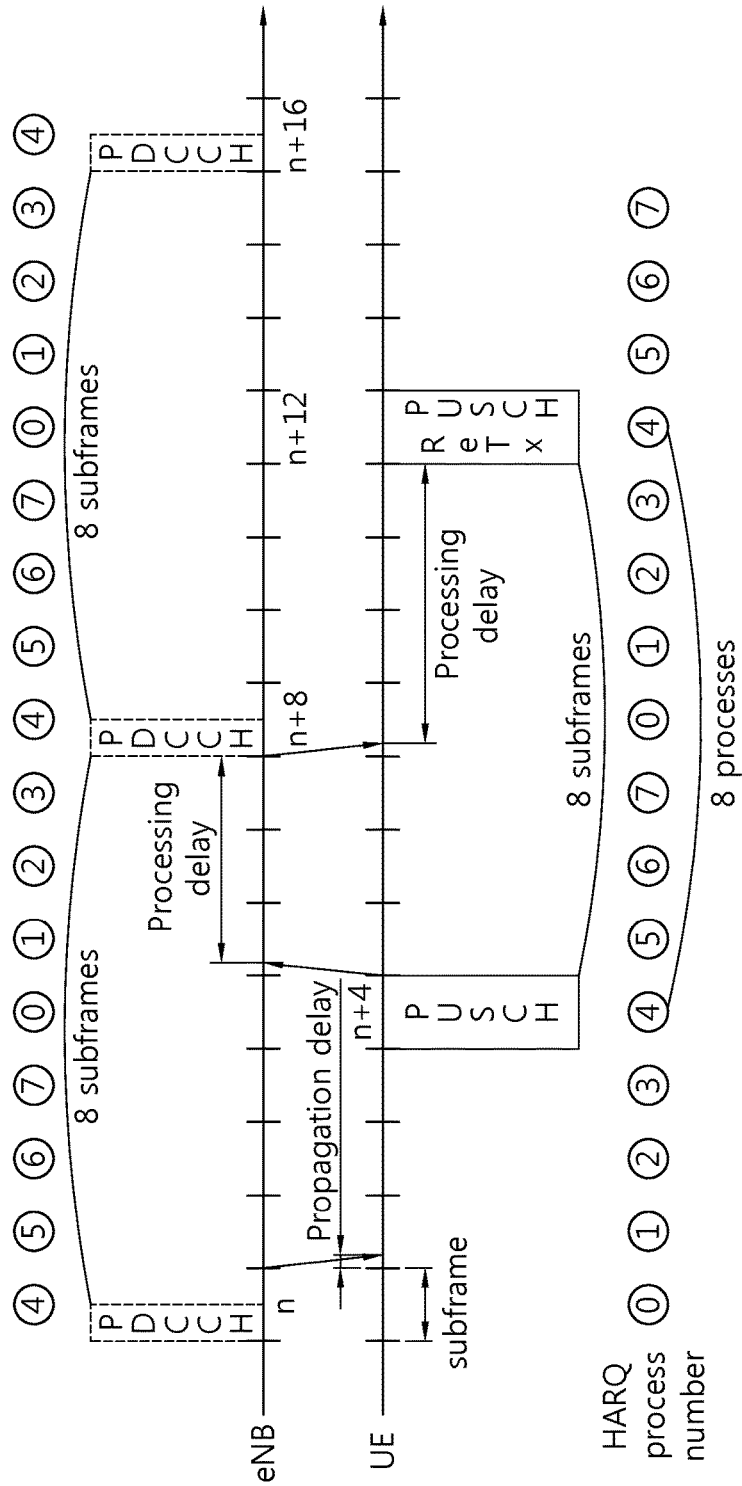 ④ ⑤ ⑥ ⑦ ⓪ ① ② ③ ④ ⑤ ⑥ ⑦ ⓪ ① ② ③ ④
8 subframes 8 subframes
PDCCH PDCCH PDCCH
Processing
delay
eNB
n n+8 n+12 n+16
Propagation delay
n+4
UE
subframe
PUSCH
Processing
delay
PUSCH
ReTx
8 subframes
HARQ
process
number
⓪ ① ② ③ ④ ⑤ ⑥ ⑦ ⓪ ① ② ③ ④ ⑤ ⑥ ⑦
8 processes